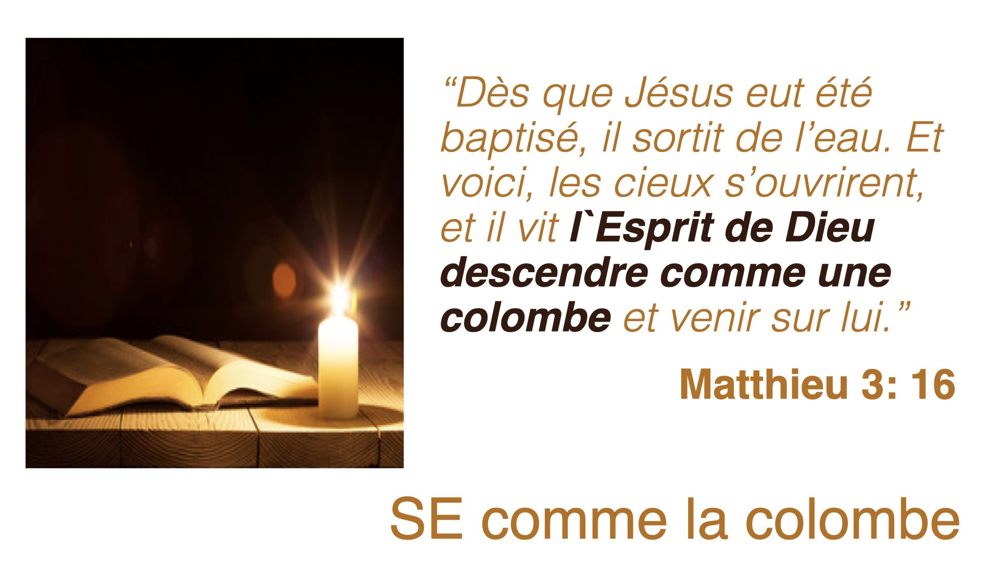 “Dès que Jésus eut été
baptisé, il sortit de l’eau. Et
voici, les cieux s’ouvrirent,
et il vit l`Esprit de Dieu
descendre comme une
colombe et venir sur lui.”
Matthieu 3: 16
SE comme la colombe